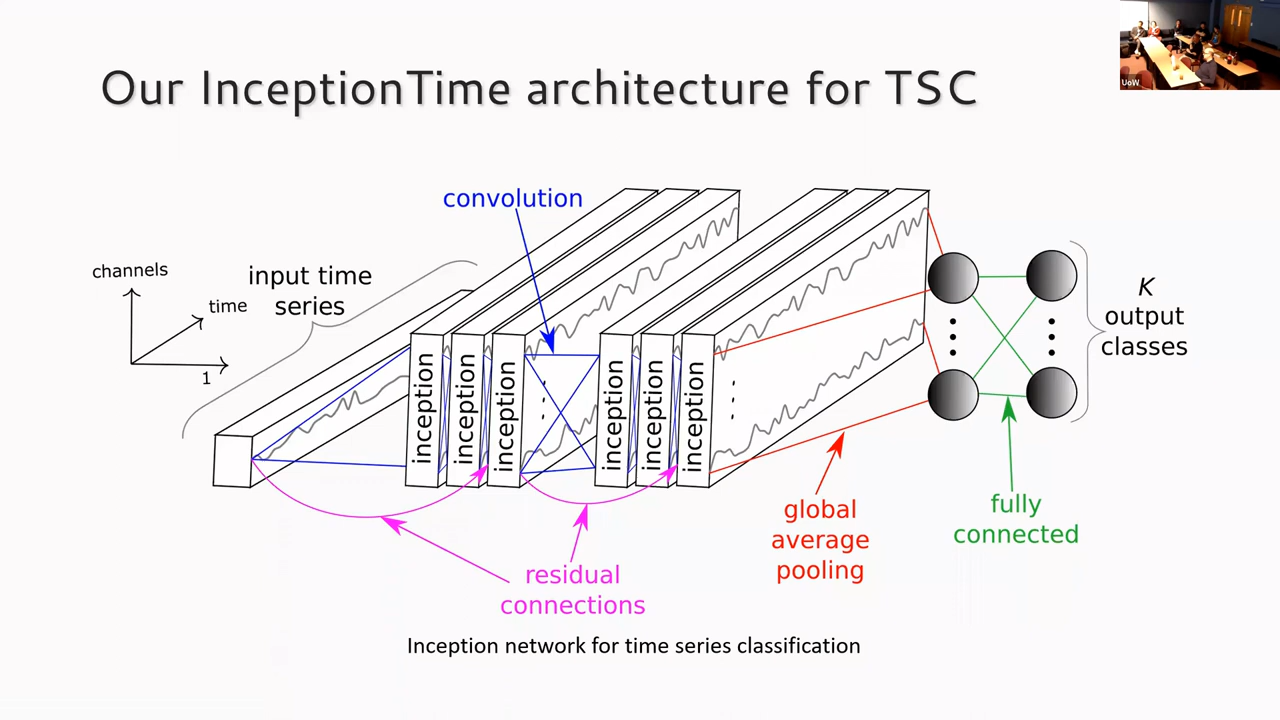 Our InceptionTime architecture for TSC
UoW
convolution
channels
time
1
input time
series
inception
inception
inception
inception
inception
inception
K
output
classes
global
average
pooling
fully
connected
residual
connections
Inception network for time series classification